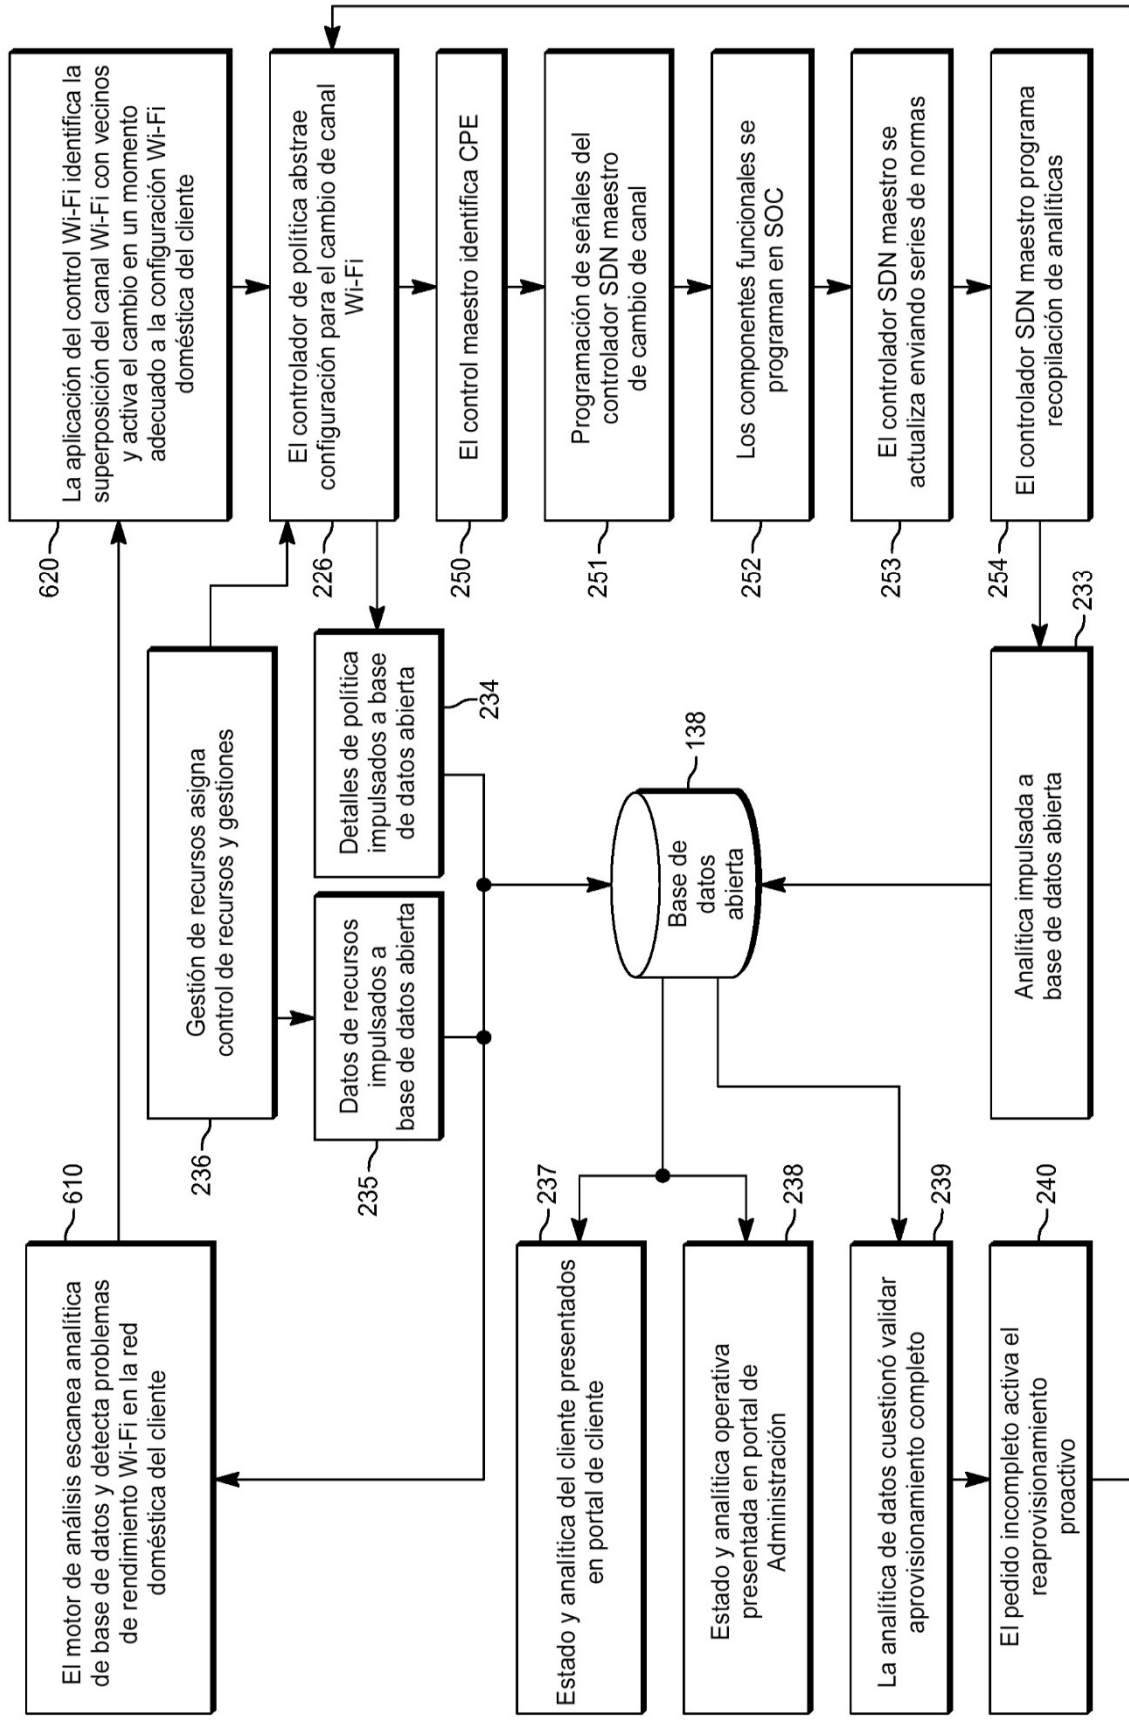 El motor de análisis escanea analítica
de base de datos y detecta problemas
de rendimiento Wi-Fi en la red
doméstica del cliente
610
La aplicación del control Wi-Fi identifica la
superposición del canal Wi-Fi con vecinos
y activa el cambio en un momento
adecuado a la configuración Wi-Fi
doméstica del cliente
620
Gestión de recursos asigna
control de recursos y gestiones
236
El controlador de política abstrae
configuración para el cambio de canal
Wi-Fi
226
Datos de recursos
impulsados a
base de datos abierta
235
Detalles de política
impulsados a base
de datos abierta
234
El control maestro identifica CPE
250
Programación de señales del
controlador SDN maestro
de cambio de canal
251
Los componentes funcionales se
programan en SOC
252
El controlador SDN maestro se
actualiza enviando series de normas
253
El controlador SDN maestro programa
recopilación de analíticas
254
Base de
datos
abierta
138
Analítica impulsada a
base de datos abierta
233
Estado y analítica del cliente presentados
en portal de cliente
237
Estado y analítica operativa
presentada en portal de
Administración
238
La analítica de datos cuestionó validar
aprovisionamiento completo
239
El pedido incompleto activa el
reaprovisionamiento
proactivo
240